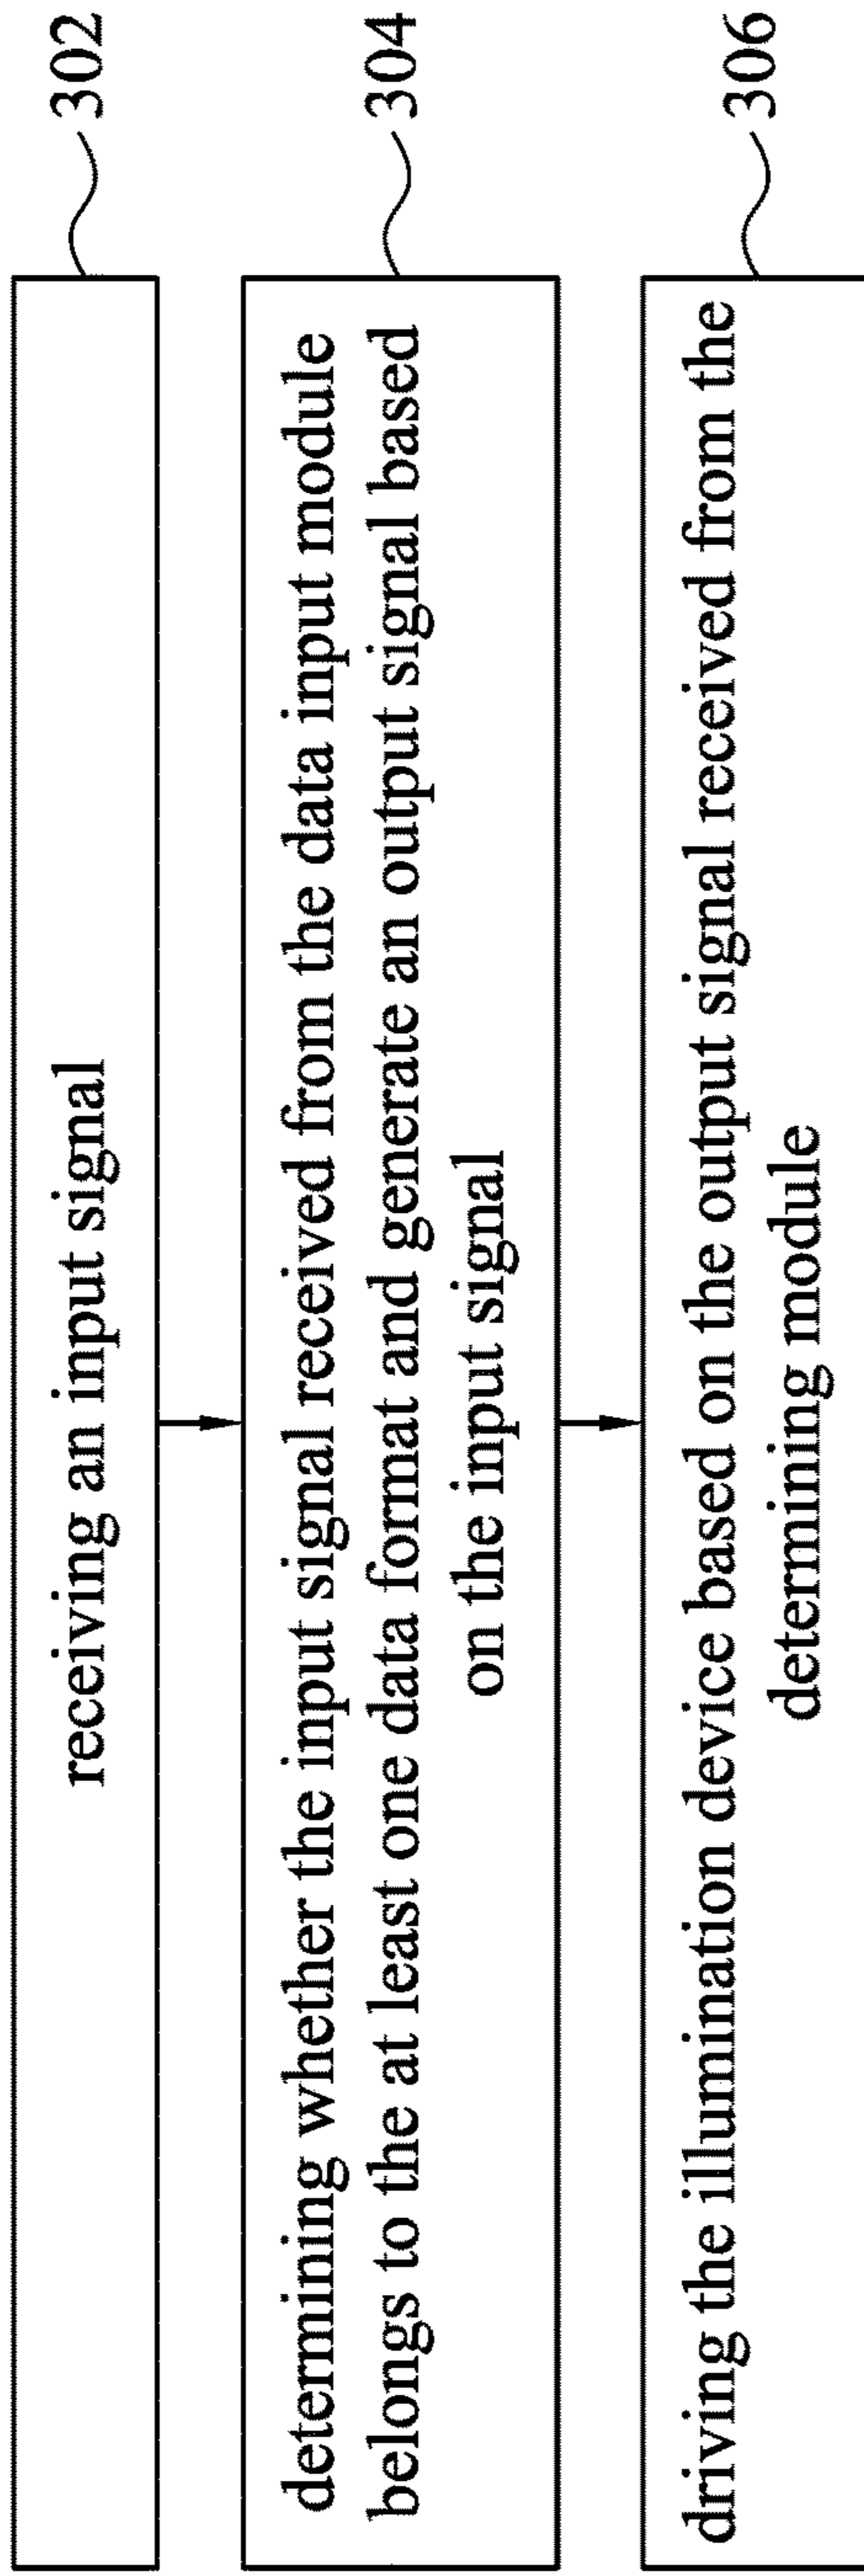 receiving an input signal
302
determining whether the input signal received from the data input module
belongs to the at least one data format and generate an output signal based
on the input signal
304
driving the illumination device based on the output signal received from the
determining module
306